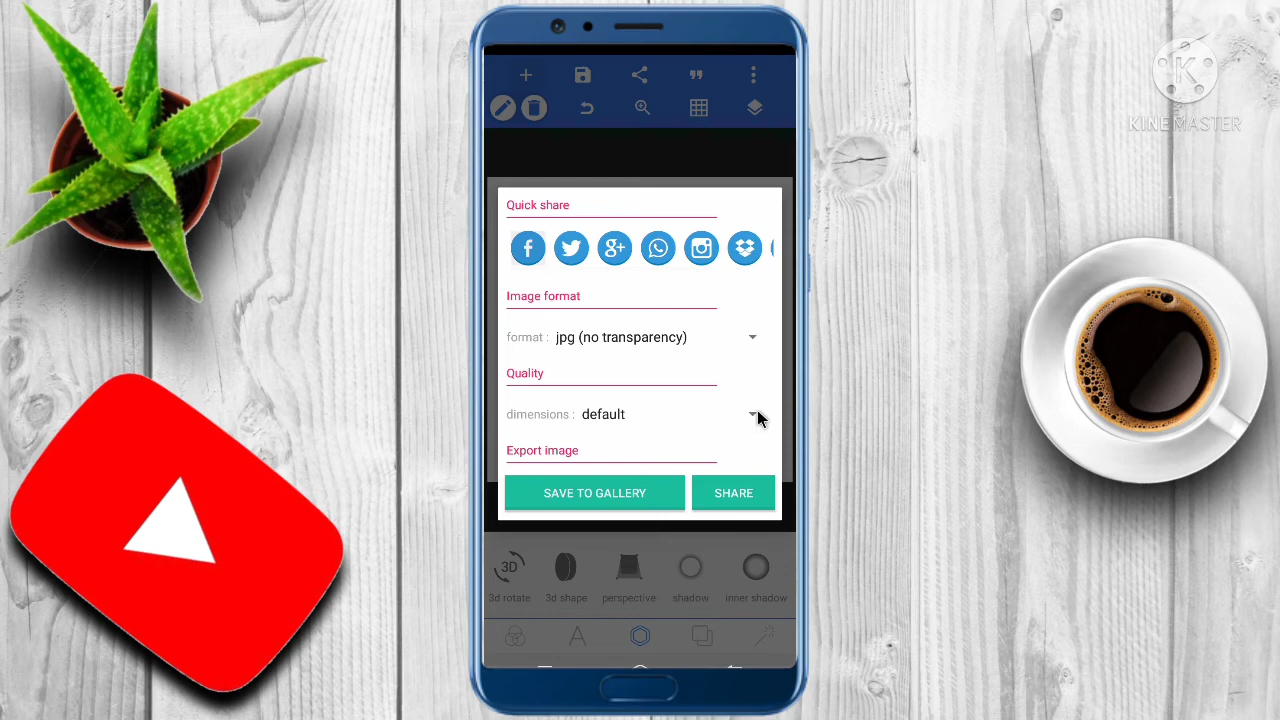 KINEMASTER
Quick share
Image format
format : jpg (no transparency)
Quality
dimensions : default
Export image
SAVE TO GALLERY
SHARE
3D
3d rotate
3d shape
perspective
shadow
inner shadow